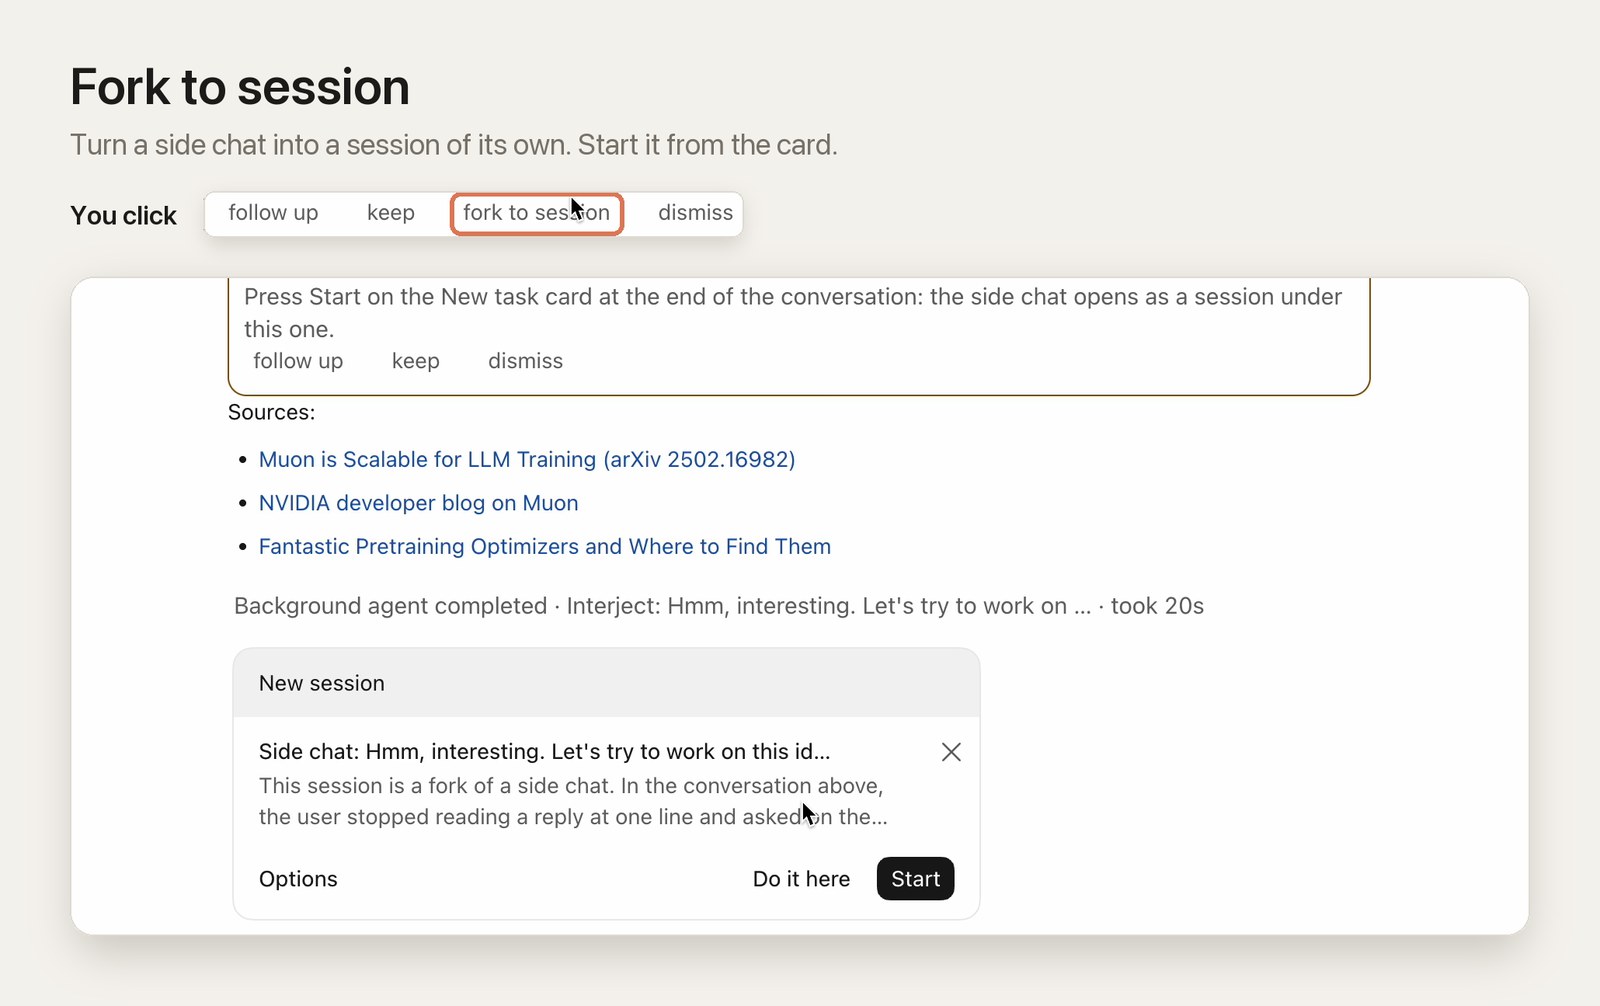 Fork to session
Turn a side chat into a session of its own. Start it from the card.
You click
follow up keep fork to session dismiss
Press Start on the New task card at the end of the conversation: the side chat opens as a session under
this one.
follow up keep dismiss
Sources:
• Muon is Scalable for LLM Training (arXiv 2502.16982)
• NVIDIA developer blog on Muon
• Fantastic Pretraining Optimizers and Where to Find Them
Background agent completed · Interject: Hmm, interesting. Let's try to work on ... · took 20s
New session
Side chat: Hmm, interesting. Let's try to work on this id...
This session is a fork of a side chat. In the conversation above,
the user stopped reading a reply at one line and asked on the...
Options Do it here Start